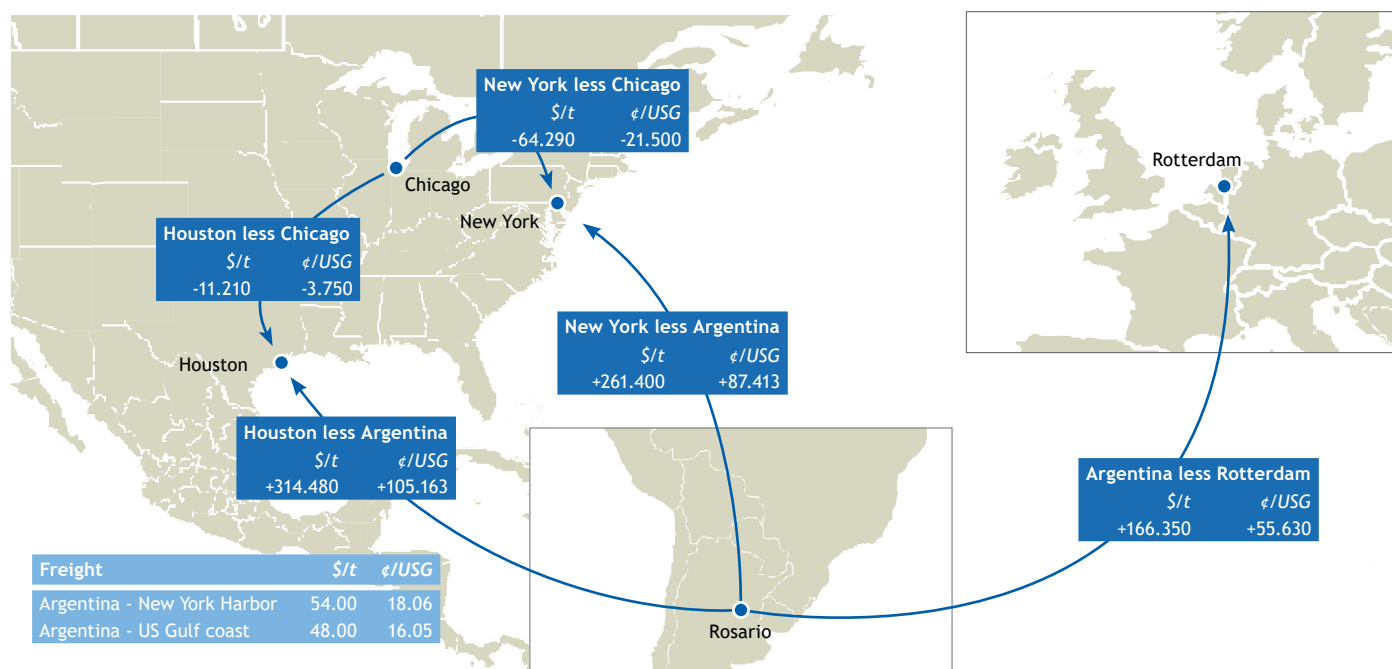 New York less Chicago
$/t ¢/USG
-64.290 -21.500
Rotterdam
Chicago
New York
Houston less Chicago
$/t ¢/USG
-11.210 -3.750
New York less Argentina
$/t ¢/USG
+261.400 +87.413
Houston
Houston less Argentina
$/t ¢/USG
+314.480 +105.163
Argentina less Rotterdam
$/t ¢/USG
+166.350 +55.630
Freight $/t ¢/USG
Argentina - New York Harbor 54.00 18.06
Argentina - US Gulf coast 48.00 16.05
Rosario